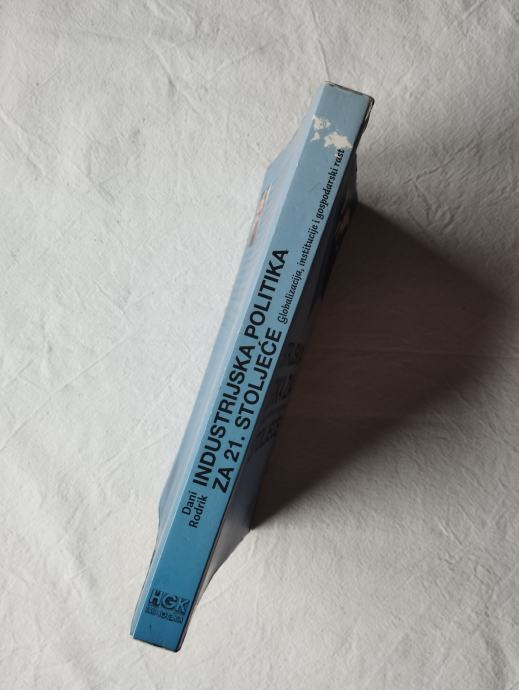 Dani
Rodrik
INDUSTRIJSKA POLITIKA
ZA 21. STOLJEĆE
Globalizacija, institucije i gospodarski rast
HGK